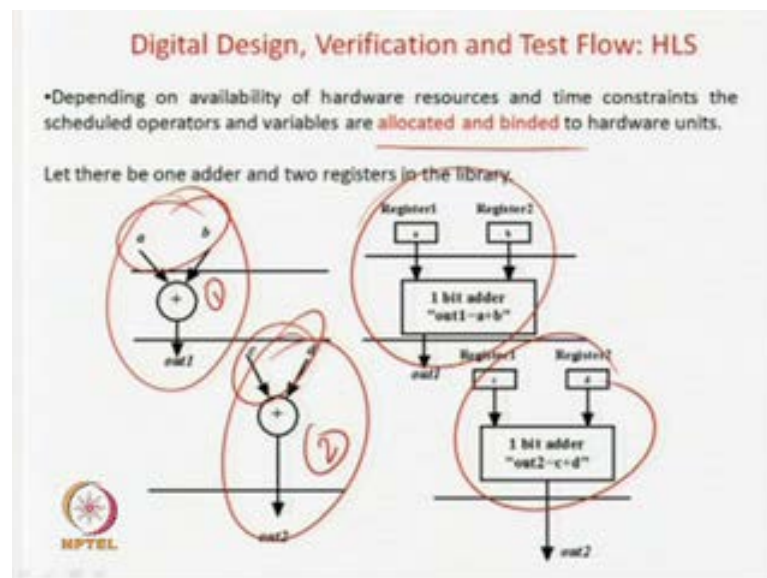 Digital Design, Verification and Test Flow: HLS
•Depending on availability of hardware resources and time constraints the
scheduled operators and variables are allocated and binded to hardware units.
Let there be one adder and two registers in the library.
Register1 Register2
a b a b
+ 1 1 bit adder
"out1=a+b"
out1 out1
c d Register1 Register2
c d
+ 2 1 bit adder
"out2=c+d"
out2 out2
NPTEL